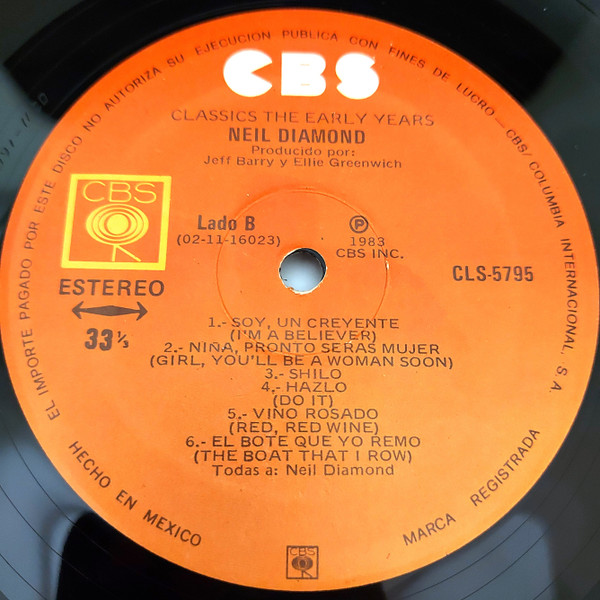 EL IMPORTE PAGADO POR ESTE DISCO NO AUTORIZA SU EJECUCION PUBLICA CON FINES DE LUCRO — CBS/COLUMBIA INTERNACIONAL, S.A.
CBS
CLASSICS THE EARLY YEARS
NEIL DIAMOND
Producido por:
Jeff Barry y Ellie Greenwich
CBS
Lado B
(02-11-16023)
P
1983
CBS INC.
CLS-5795
ESTEREO
33 1/3
1.- SOY, UN CREYENTE
(I'M A BELIEVER)
2.- NIÑA, PRONTO SERAS MUJER
(GIRL, YOU'LL BE A WOMAN SOON)
3.- SHILO
4.- HAZLO
(DO IT)
5.- VINO ROSADO
(RED, RED WINE)
6.- EL BOTE QUE YO REMO
(THE BOAT THAT I ROW)
Todas a: Neil Diamond
HECHO EN MEXICO
MARCA REGISTRADA
CBS